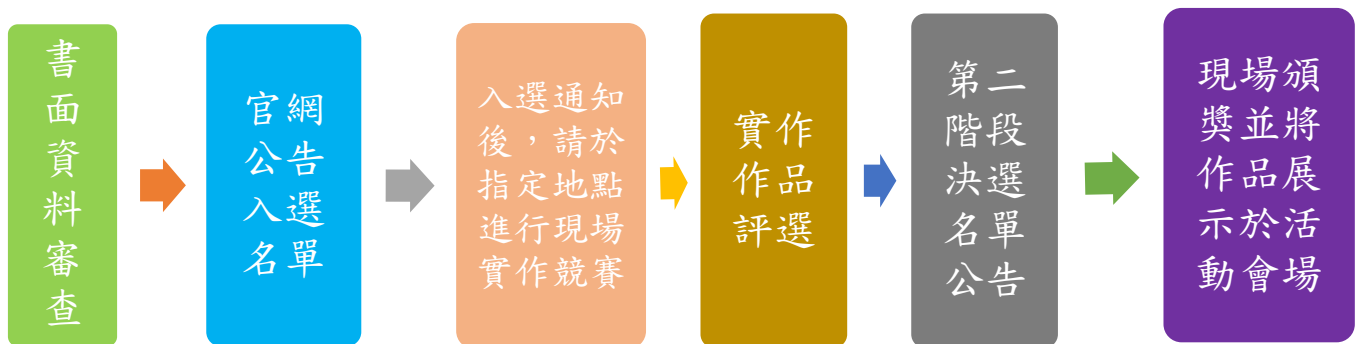 書
面
資
料
審
查
官網
公告
入選
名單
入選通知
後，請於
指定地點
進行現場
實作競賽
實作
作品
評選
第二
階段
決選
名單
公告
現場頒
獎並將
作品展
示於活
動會場